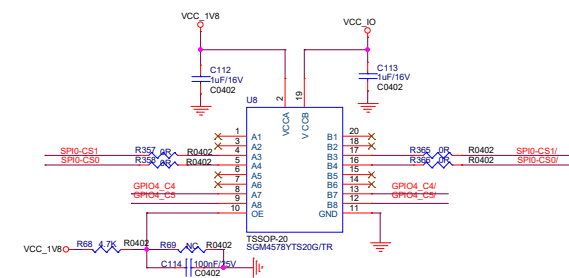 VCC_1V8
VCC_IO
C112
1uF/16V
C0402
C113
1uF/16V
C0402
U8
2
19
VCCA
VCCB
1 A1 B1 20
3 A2 B2 18
SPI0-CS1 R357 0R R0402 4 A3 B3 17 R365 0R R0402 SPI0-CS1/
SPI0-CS0 R358 0R R0402 5 A4 B4 16 R366 0R R0402 SPI0-CS0/
6 A5 B5 15
7 A6 B6 14
GPIO4_C4 8 A7 B7 13 GPIO4_C4/
GPIO4_C5 9 A8 B8 12 GPIO4_C5/
10 OE GND 11
TSSOP-20
SGM4578YTS20G/TR
VCC_1V8 R68 4.7K R0402 R69 NC R0402
C114 100nF/25V
C0402